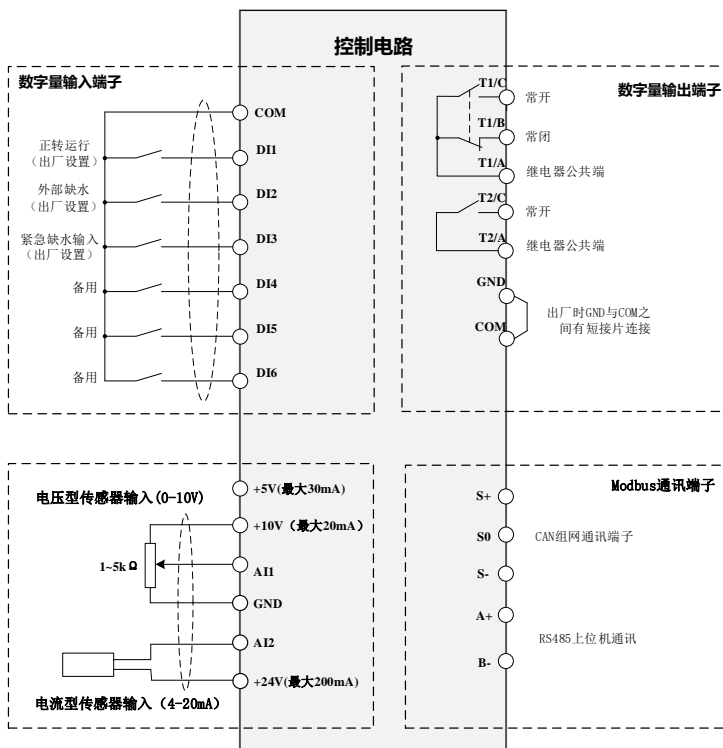 控制电路
数字量输入端子
COM
正转运行
（出厂设置）
DI1
外部缺水
（出厂设置）
DI2
紧急缺水输入
（出厂设置）
DI3
备用
DI4
备用
DI5
备用
DI6
数字量输出端子
T1/C
常开
T1/B
常闭
T1/A
继电器公共端
T2/C
常开
T2/A
继电器公共端
GND
COM
出厂时GND与COM之
间有短接片连接
电压型传感器输入(0-10V)
+5V(最大30mA)
+10V（最大20mA）
1~5kΩ
AI1
GND
AI2
+24V(最大200mA)
电流型传感器输入（4-20mA）
Modbus通讯端子
S+
S0
CAN组网通讯端子
S-
A+
RS485上位机通讯
B-